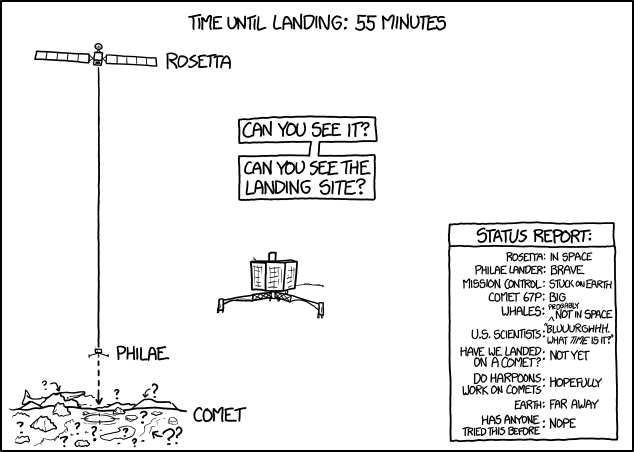 TIME UNTIL LANDING: 55 MINUTES
ROSETTA
CAN YOU SEE IT?
CAN YOU SEE THE
LANDING SITE?
PHILAE
COMET
? ? ? ? ? ? ? ? ??
STATUS REPORT:
ROSETTA: IN SPACE
PHILAE LANDER: BRAVE
MISSION CONTROL: STUCK ON EARTH
COMET 67P: BIG
WHALES: ^PROBABLY NOT IN SPACE
U.S. SCIENTISTS: "BLUUURGHHH.
WHAT TIME IS IT?"
HAVE WE LANDED
ON A COMET?: NOT YET
DO HARPOONS
WORK ON COMETS: HOPEFULLY
EARTH: FAR AWAY
HAS ANYONE
TRIED THIS BEFORE: NOPE